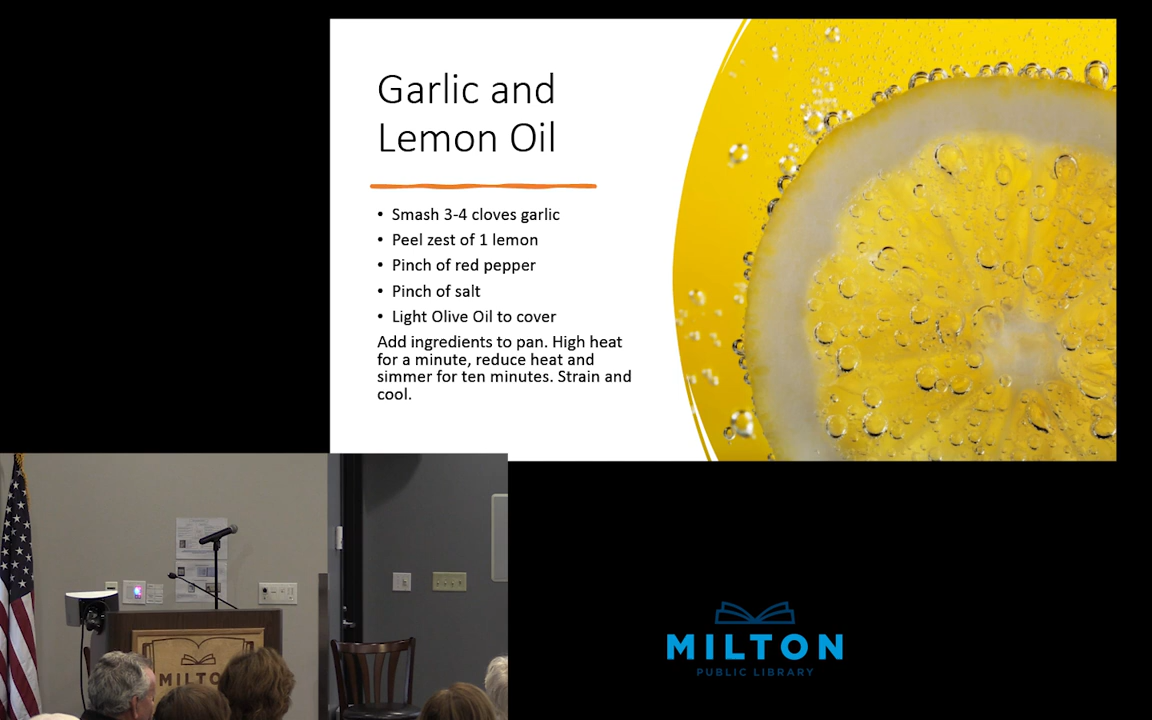 Garlic and
Lemon Oil
• Smash 3-4 cloves garlic
• Peel zest of 1 lemon
• Pinch of red pepper
• Pinch of salt
• Light Olive Oil to cover
Add ingredients to pan. High heat
for a minute, reduce heat and
simmer for ten minutes. Strain and
cool.
MILTO
MILTON
PUBLIC LIBRARY